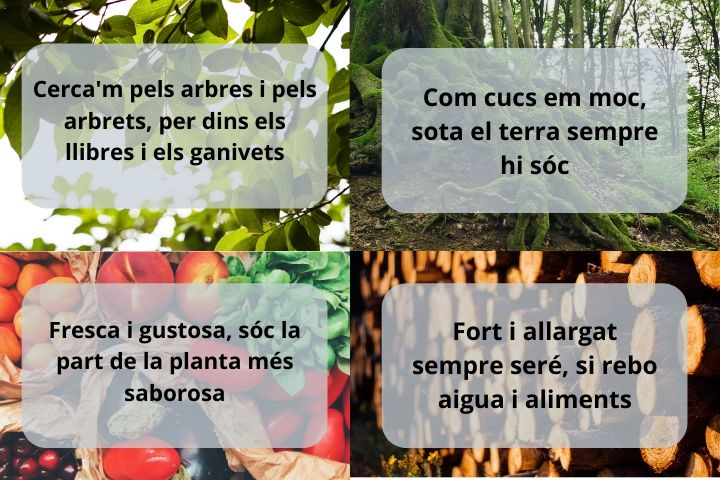 Cerca'm pels arbres i pels
arbrets, per dins els
llibres i els ganivets
Com cucs em moc,
sota el terra sempre
hi sóc
Fresca i gustosa, sóc la
part de la planta més
saborosa
Fort i allargat
sempre seré, si rebo
aigua i aliments